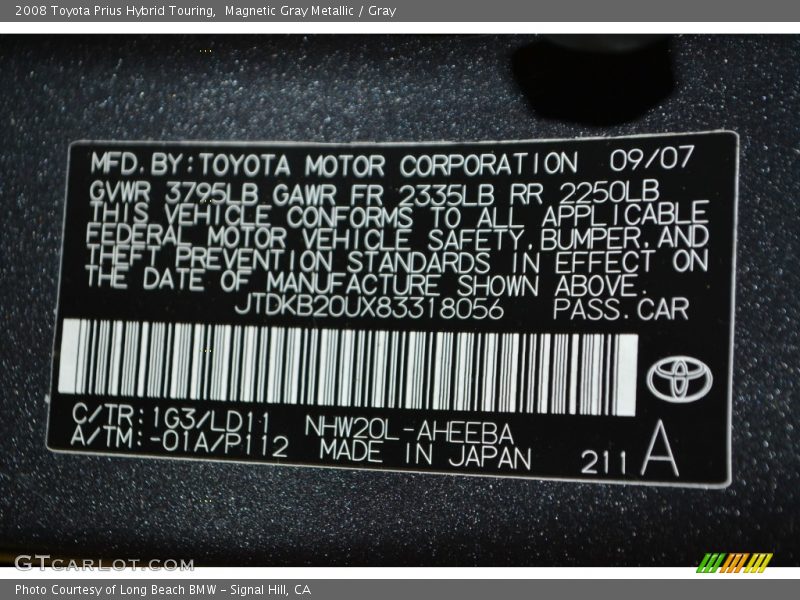 2008 Toyota Prius Hybrid Touring,  Magnetic Gray Metallic / Gray
MFD. BY: TOYOTA MOTOR CORPORATION 09/07
GVWR 3795LB GAWR FR 2335LB RR 2250LB
THIS VEHICLE CONFORMS TO ALL APPLICABLE
FEDERAL MOTOR VEHICLE SAFETY, BUMPER, AND
THEFT PREVENTION STANDARDS IN EFFECT ON
THE DATE OF MANUFACTURE SHOWN ABOVE.
JTDKB20UX83318056 PASS. CAR
C/TR: 1G3/LD11 NHW20L-AHEEBA
A/TM: -01A/P112 MADE IN JAPAN 211 A
GTCARLOT.COM
Photo Courtesy of Long Beach BMW - Signal Hill, CA